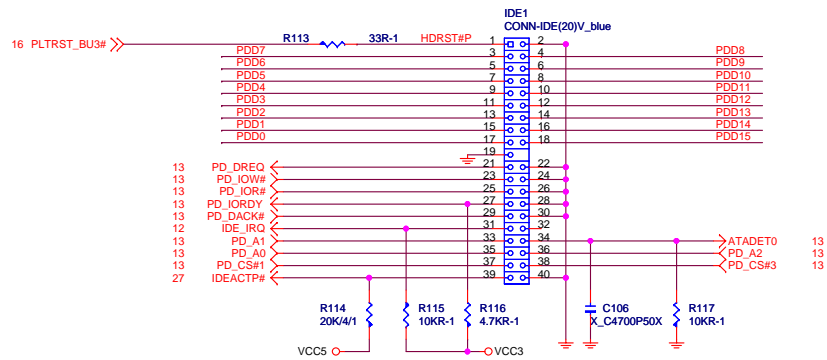 IDE1
CONN-IDE(20)V_blue
16 PLTRST_BU3# R113 33R-1 HDRST#P 1 2
PDD7 3 4 PDD8
PDD6 5 6 PDD9
PDD5 7 8 PDD10
PDD4 9 10 PDD11
PDD3 11 12 PDD12
PDD2 13 14 PDD13
PDD1 15 16 PDD14
PDD0 17 18 PDD15
19
13 PD_DREQ 21 22
13 PD_IOW# 23 24
13 PD_IOR# 25 26
13 PD_IORDY 27 28
13 PD_DACK# 29 30
12 IDE_IRQ 31 32
13 PD_A1 33 34 ATADET0 13
13 PD_A0 35 36 PD_A2 13
13 PD_CS#1 37 38 PD_CS#3 13
27 IDEACTP# 39 40
R114 R115 R116 C106 R117
20K/4/1 10KR-1 4.7KR-1 X_C4700P50X 10KR-1
VCC5 VCC3